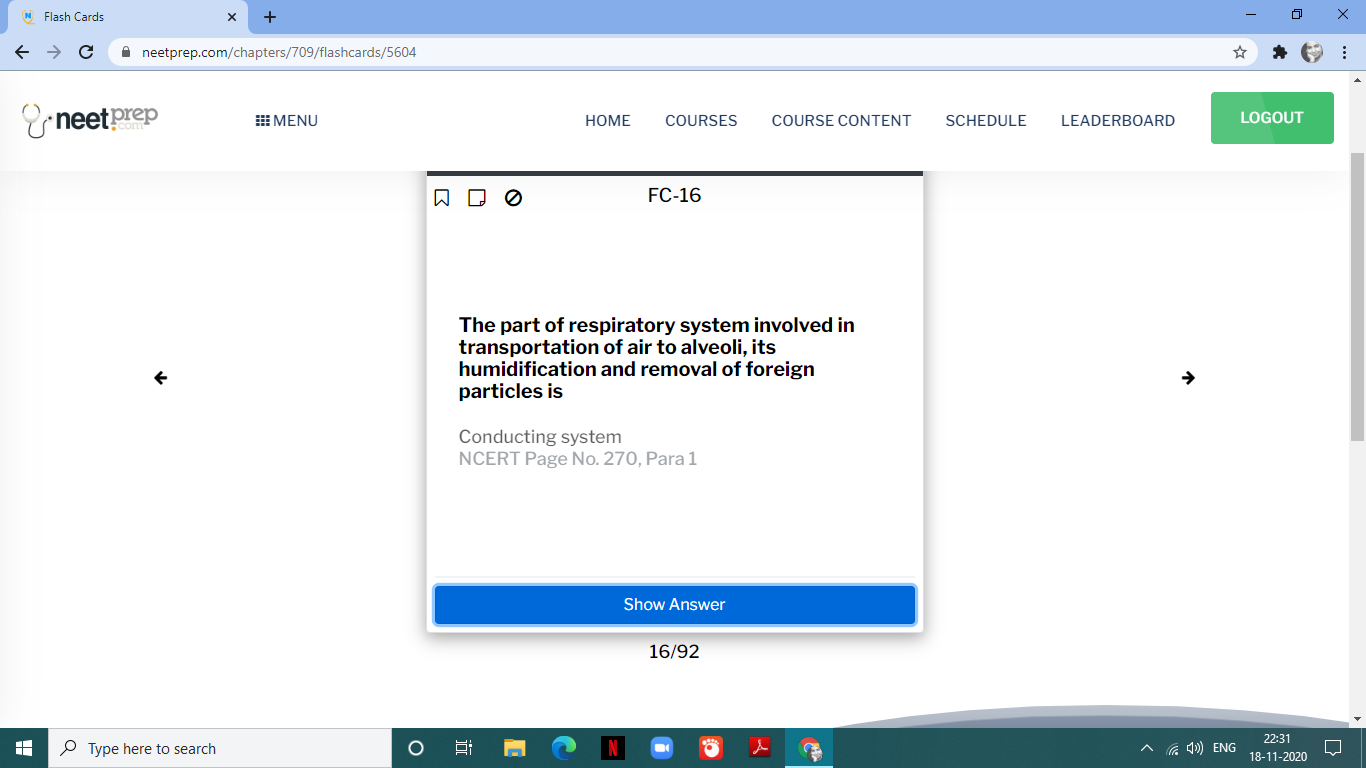 Flash Cards
neetprep.com/chapters/709/flashcards/5604
neetprep
.com
MENU
HOME
COURSES
COURSE CONTENT
SCHEDULE
LEADERBOARD
LOGOUT
FC-16
The part of respiratory system involved in
transportation of air to alveoli, its
humidification and removal of foreign
particles is
Conducting system
NCERT Page No. 270, Para 1
Show Answer
16/92
Type here to search
ENG
22:31
18-11-2020